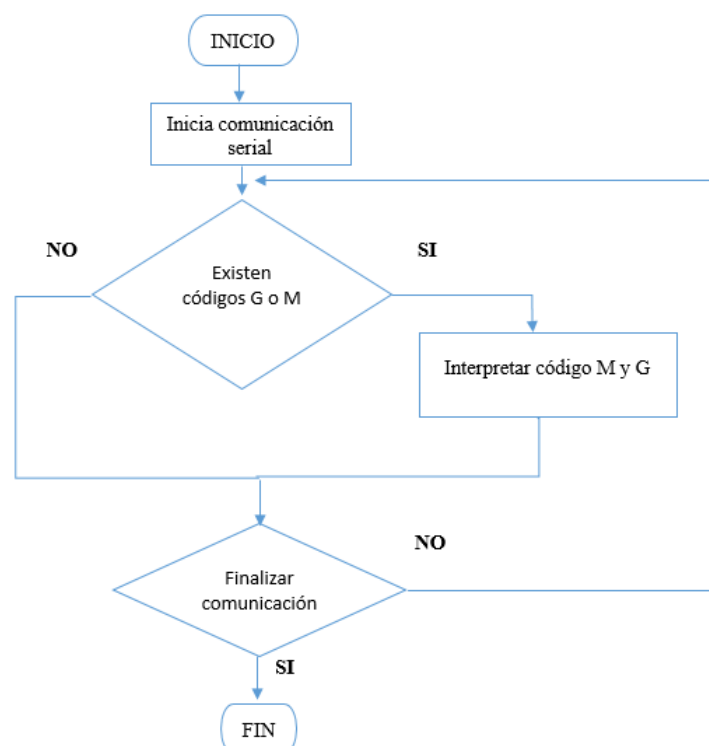 INICIO
Inicia comunicación
serial
NO
SI
Existen
códigos G o M
Interpretar código M y G
NO
Finalizar
comunicación
SI
FIN